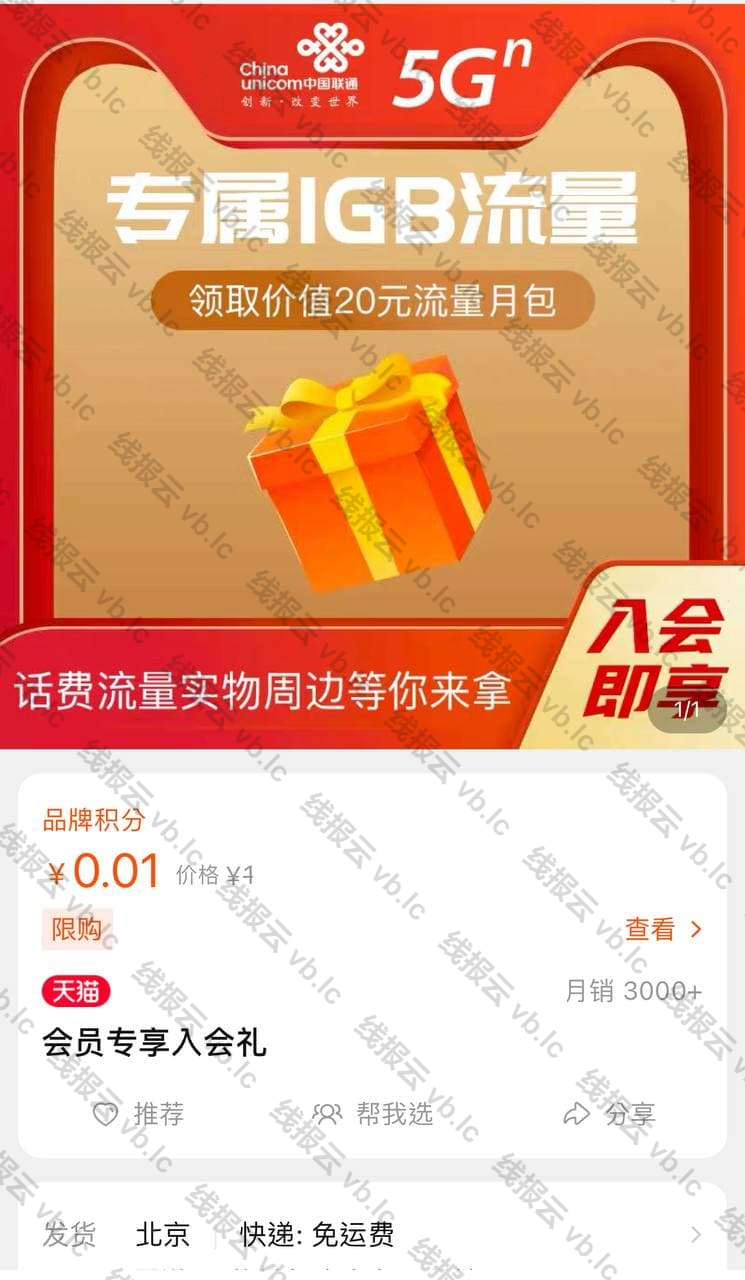 China
unicom中国联通
创新·改变世界
5Gⁿ
专属1GB流量
领取价值20元流量月包
入会
即享
话费流量实物周边等你来拿
1/1
品牌积分
¥0.01 价格 ¥1
限购
查看
天猫
月销 3000+
会员专享入会礼
推荐
帮我选
分享
发货 北京 快递: 免运费
线报云 vb.lc